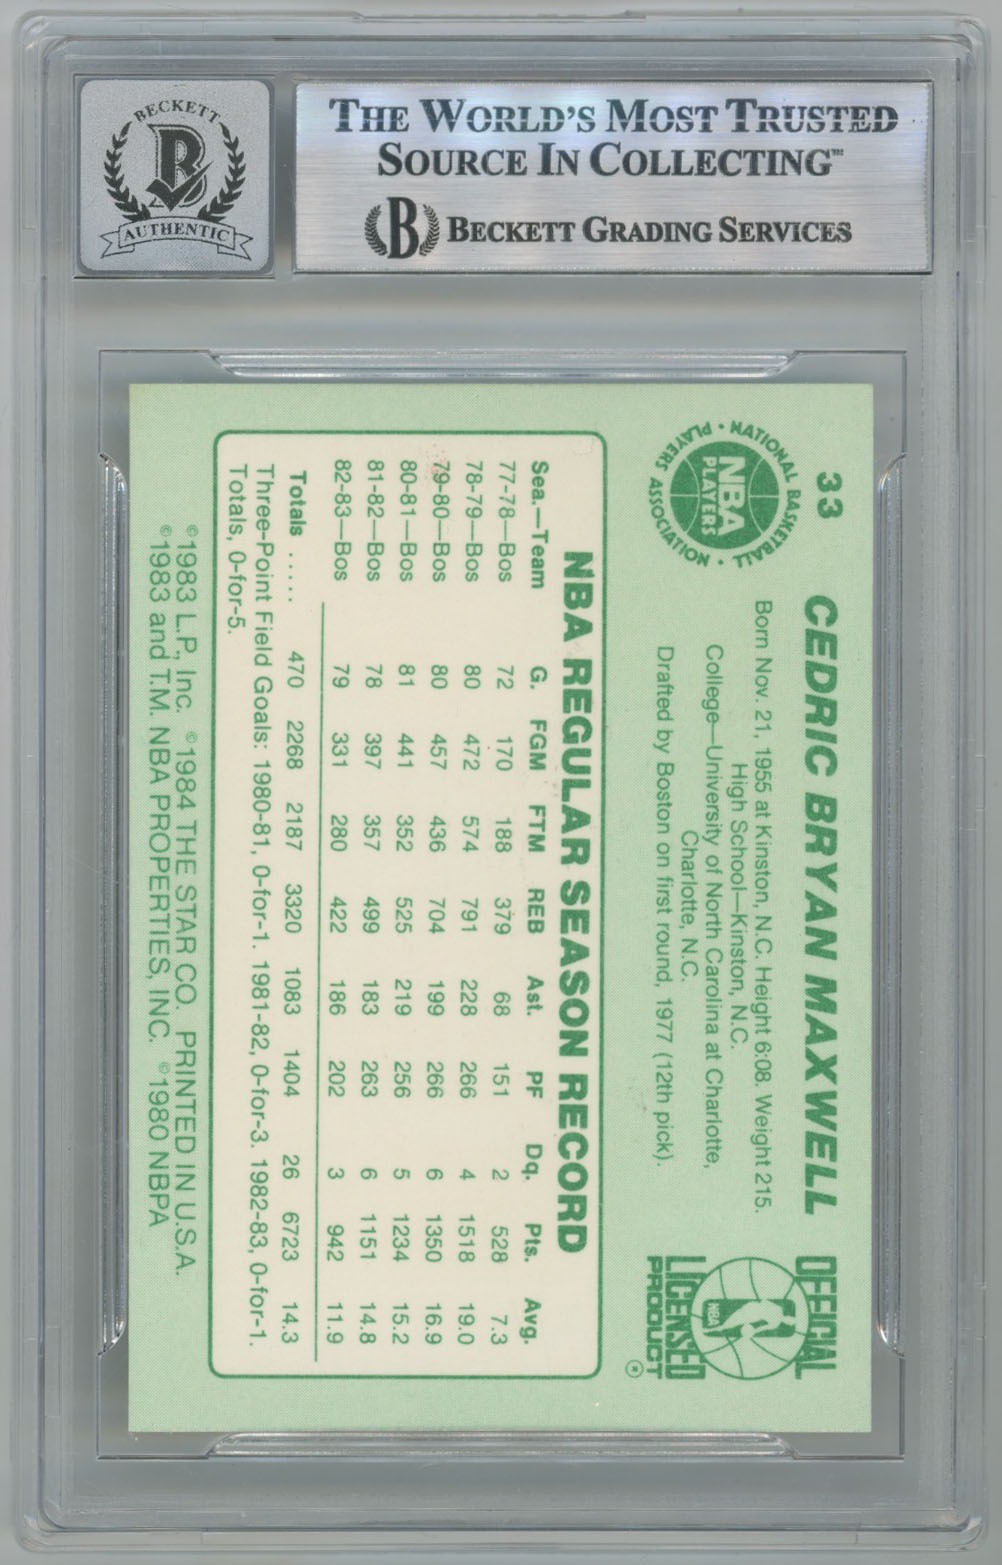 BECKETT
B
AUTHENTIC
THE WORLD'S MOST TRUSTED
SOURCE IN COLLECTING™
B BECKETT GRADING SERVICES
33
CEDRIC BRYAN MAXWELL
NATIONAL BASKETBALL PLAYERS ASSOCIATION
NBA
PLAYERS
Born Nov. 21, 1955 at Kinston, N.C. Height 6:08. Weight 215.
High School—Kinston, N.C.
College—University of North Carolina at Charlotte,
Charlotte, N.C.
Drafted by Boston on first round, 1977 (12th pick).
OFFICIAL
NBA
LICENSED
PRODUCT
®
NBA REGULAR SEASON RECORD
Sea.—Team G. FGM FTM REB Ast. PF Dq. Pts. Avg.
77-78—Bos 72 170 188 379 68 151 2 528 7.3
78-79—Bos 80 472 574 791 228 266 4 1518 19.0
79-80—Bos 80 457 436 704 199 266 6 1350 16.9
80-81—Bos 81 441 352 525 219 256 5 1234 15.2
81-82—Bos 78 397 357 499 183 263 6 1151 14.8
82-83—Bos 79 331 280 422 186 202 3 942 11.9
Totals ..... 470 2268 2187 3320 1083 1404 26 6723 14.3
Three-Point Field Goals: 1980-81, 0-for-1. 1981-82, 0-for-3. 1982-83, 0-for-1.
Totals, 0-for-5.
©1983 L.P., Inc. ©1984 THE STAR CO. PRINTED IN U.S.A.
©1983 and T.M. NBA PROPERTIES, INC. ©1980 NBPA